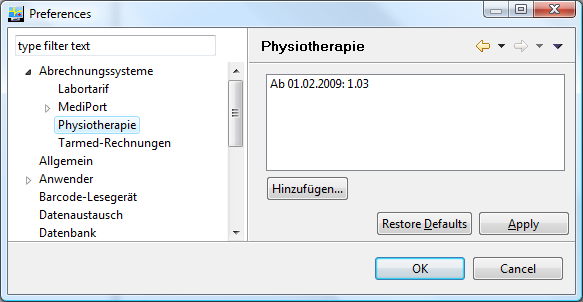 Preferences
type filter text
Abrechnungssysteme
Labortarif
MediPort
Physiotherapie
Tarmed-Rechnungen
Allgemein
Anwender
Barcode-Lesegerät
Datenaustausch
Datenbank
Physiotherapie
Ab 01.02.2009: 1.03
Hinzufügen...
Restore Defaults
Apply
OK
Cancel